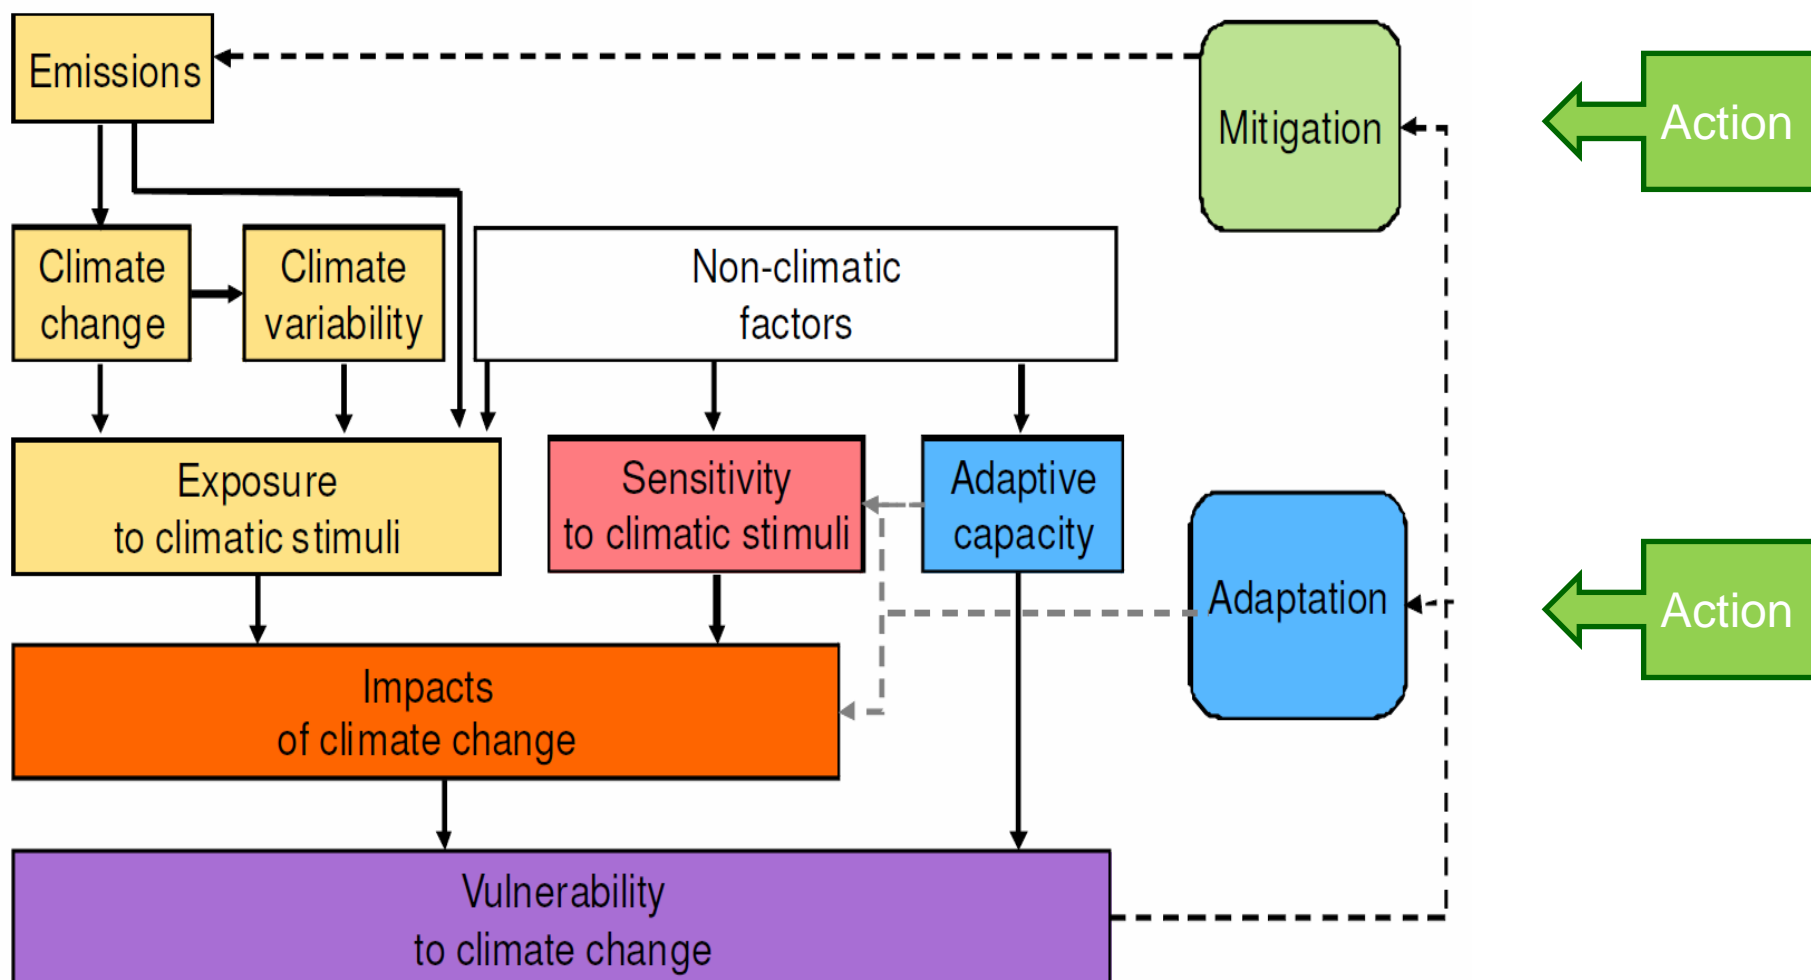 Emissions
Mitigation
Action
Climate
change
Climate
variability
Non-climatic
factors
Exposure
to climatic stimuli
Sensitivity
to climatic stimuli
Adaptive
capacity
Adaptation
Action
Impacts
of climate change
Vulnerability
to climate change